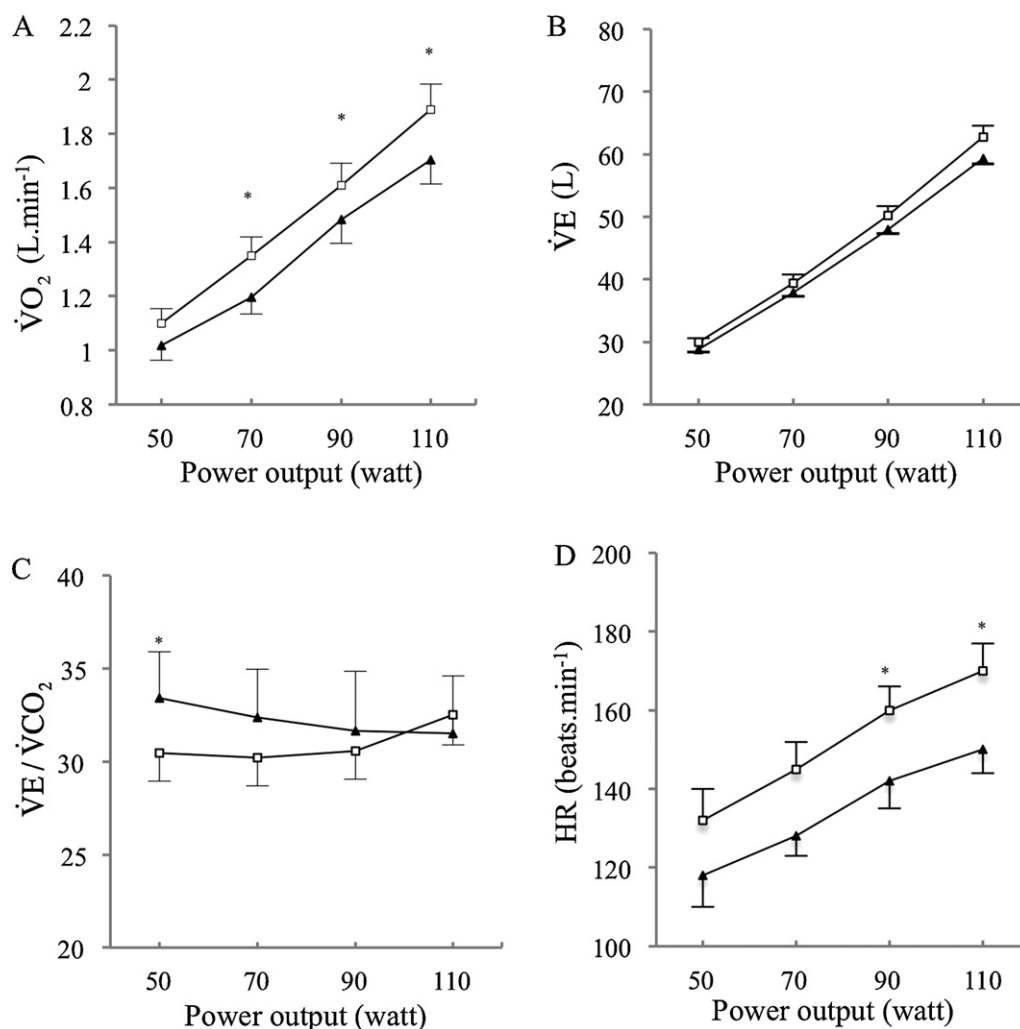 A
V̇O₂ (L.min⁻¹)
2.2
2
1.8
1.6
1.4
1.2
1
0.8
*
*
*
50 70 90 110
Power output (watt)
B
V̇E (L)
80
70
60
50
40
30
20
50 70 90 110
Power output (watt)
C
V̇E / V̇CO₂
40
35
30
25
20
*
50 70 90 110
Power output (watt)
D
HR (beats.min⁻¹)
200
180
160
140
120
100
*
*
50 70 90 110
Power output (watt)